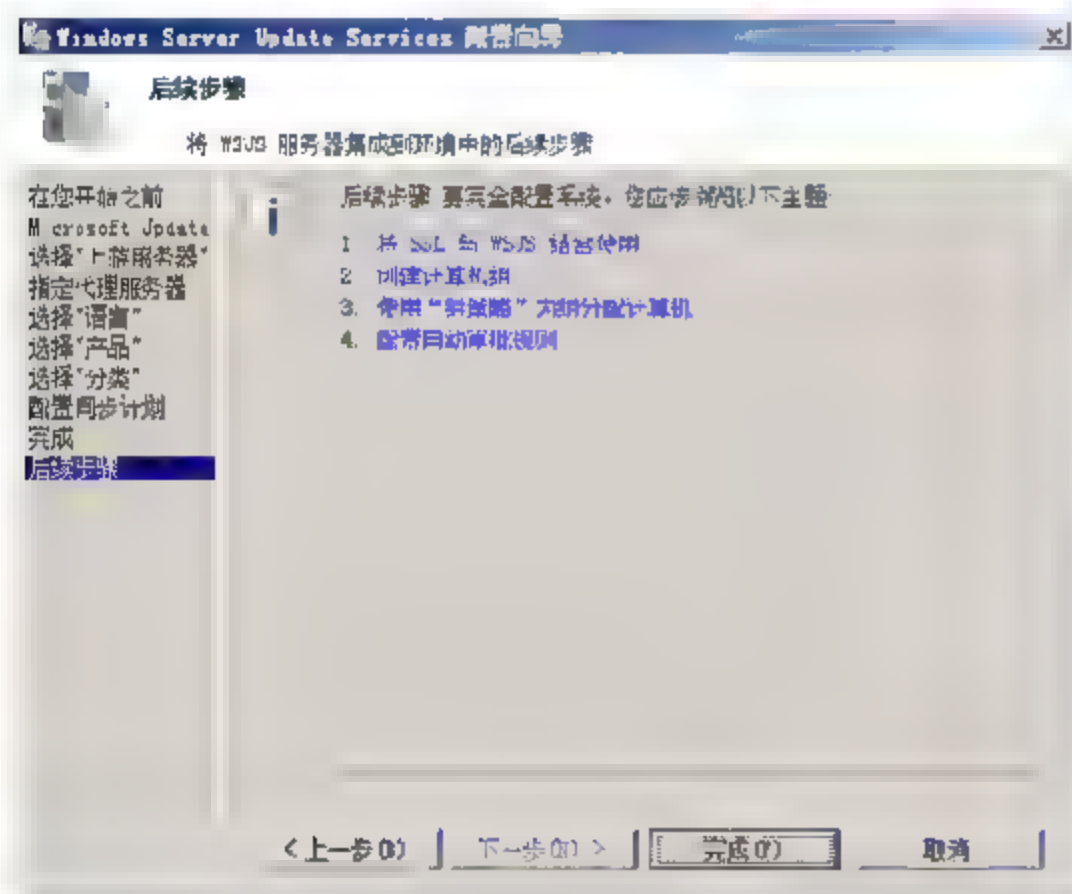 Windows Server Update Services 配置向导
后续步骤
将 WSUS 服务器集成到环境中的后续步骤
在您开始之前
Microsoft Update
选择"上游服务器"
指定代理服务器
选择"语言"
选择"产品"
选择"分类"
配置同步计划
完成
后续步骤
后续步骤 要完全配置系统，您应该 以下主题
1 将 SSL 与 WSUS 结合使用
2 创建计算机组
3. 使用“组策略”为组分配计算机
4. 配置自动审批规则
< 上一步(B)
下一步(N) >
完成(F)
取消